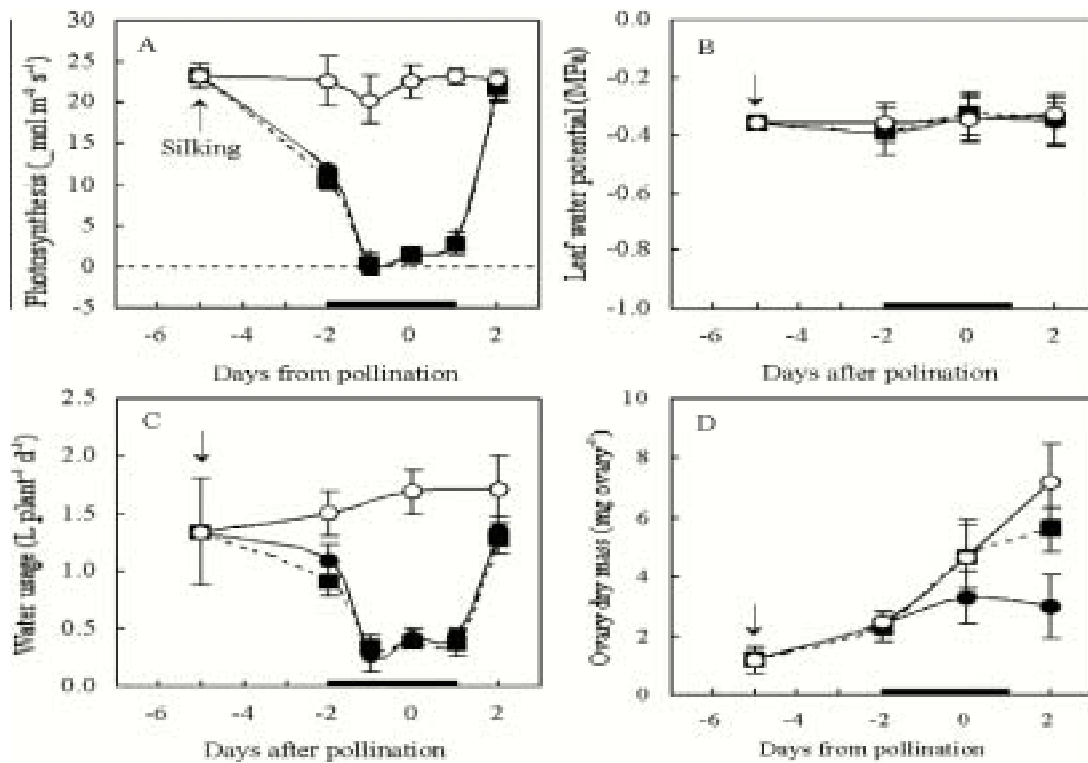 A
Photosynthesis (_mol m⁻² s⁻¹)
30
25
20
15
10
5
0
-5
Silking
-6 -4 -2 0 2
Days from pollination
B
Leaf water potential (MPa)
0.0
-0.2
-0.4
-0.6
-0.8
-1.0
-6 -4 -2 0 2
Days after polination
C
Water usage (L plant⁻¹ d⁻¹)
2.5
2.0
1.5
1.0
0.5
0.0
-6 -4 -2 0 2
Days after pollination
D
Ovary dry mass (mg ovary⁻¹)
10
8
6
4
2
0
-6 -4 -2 0 2
Days from pollination